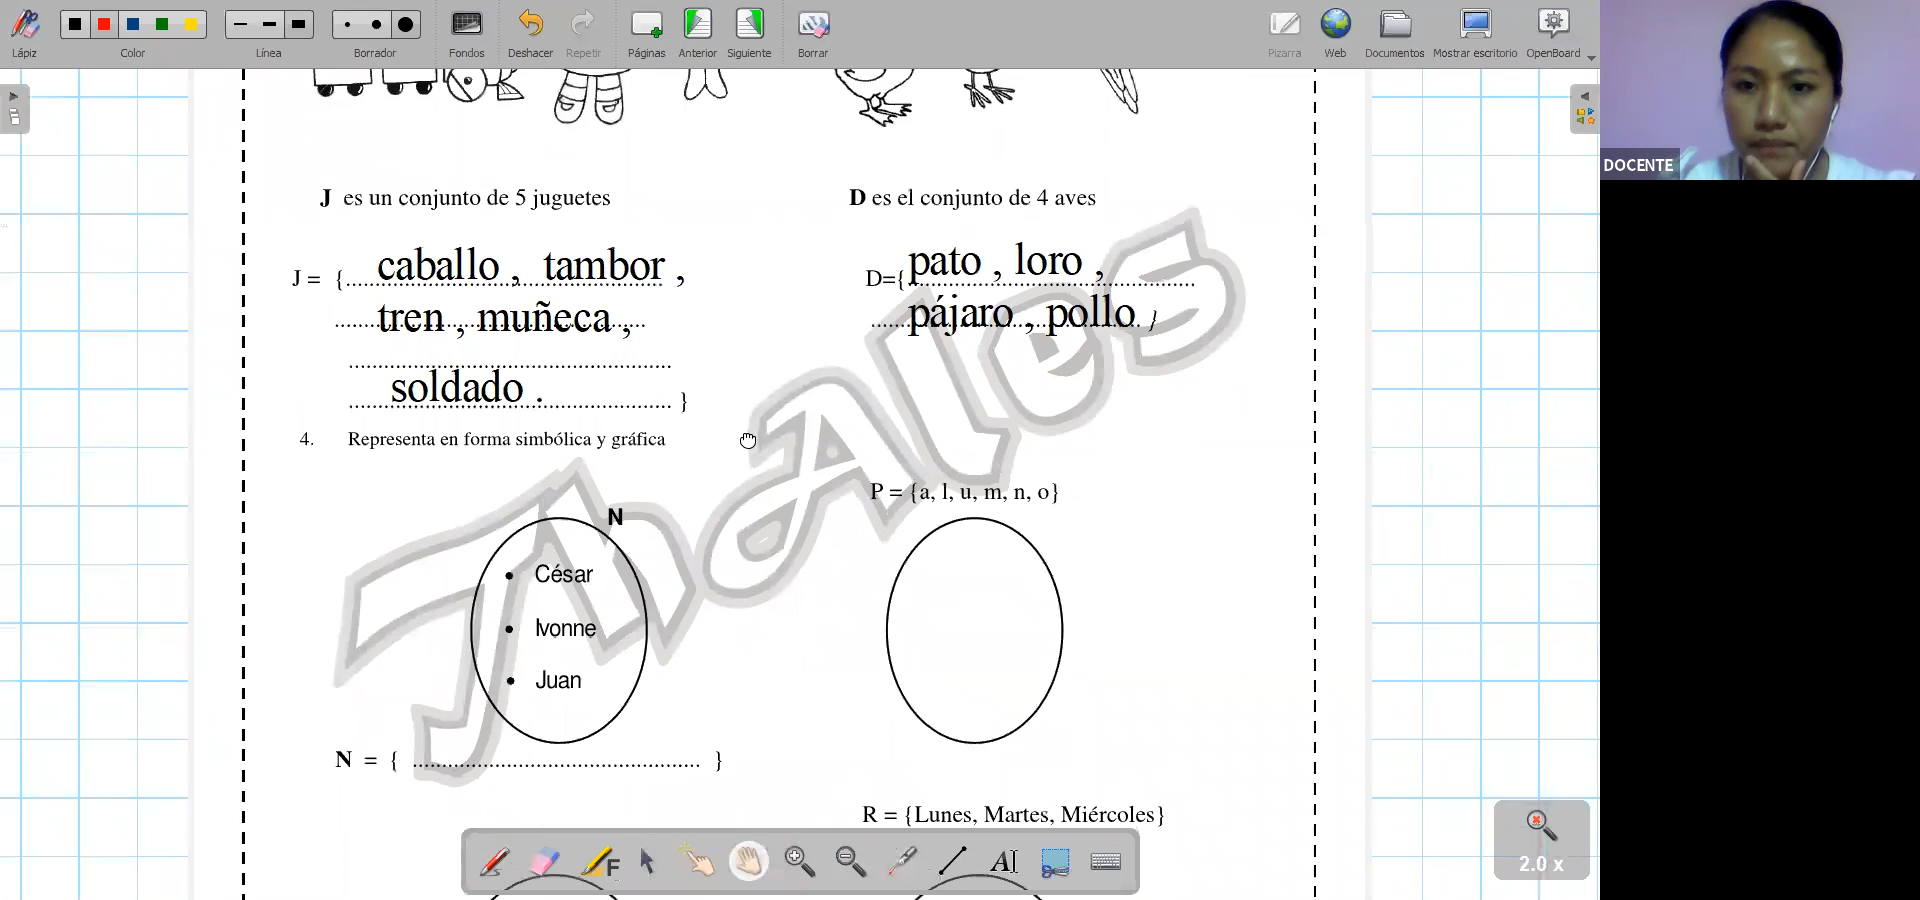 Lápiz Color Línea Borrador Fondos Deshacer Repetir Páginas Anterior Siguiente Borrar Pizarra Web Documentos Mostrar escritorio OpenBoard
DOCENTE
J es un conjunto de 5 juguetes
D es el conjunto de 4 aves
J = {caballo , tambor ,
tren , muñeca ,
soldado . }
D={pato , loro ,
pájaro , pollo }
4. Representa en forma simbólica y gráfica
P = {a, l, u, m, n, o}
N
• César
• Ivonne
• Juan
N = { ................................................ }
R = {Lunes, Martes, Miércoles}
Thales
2.0 x